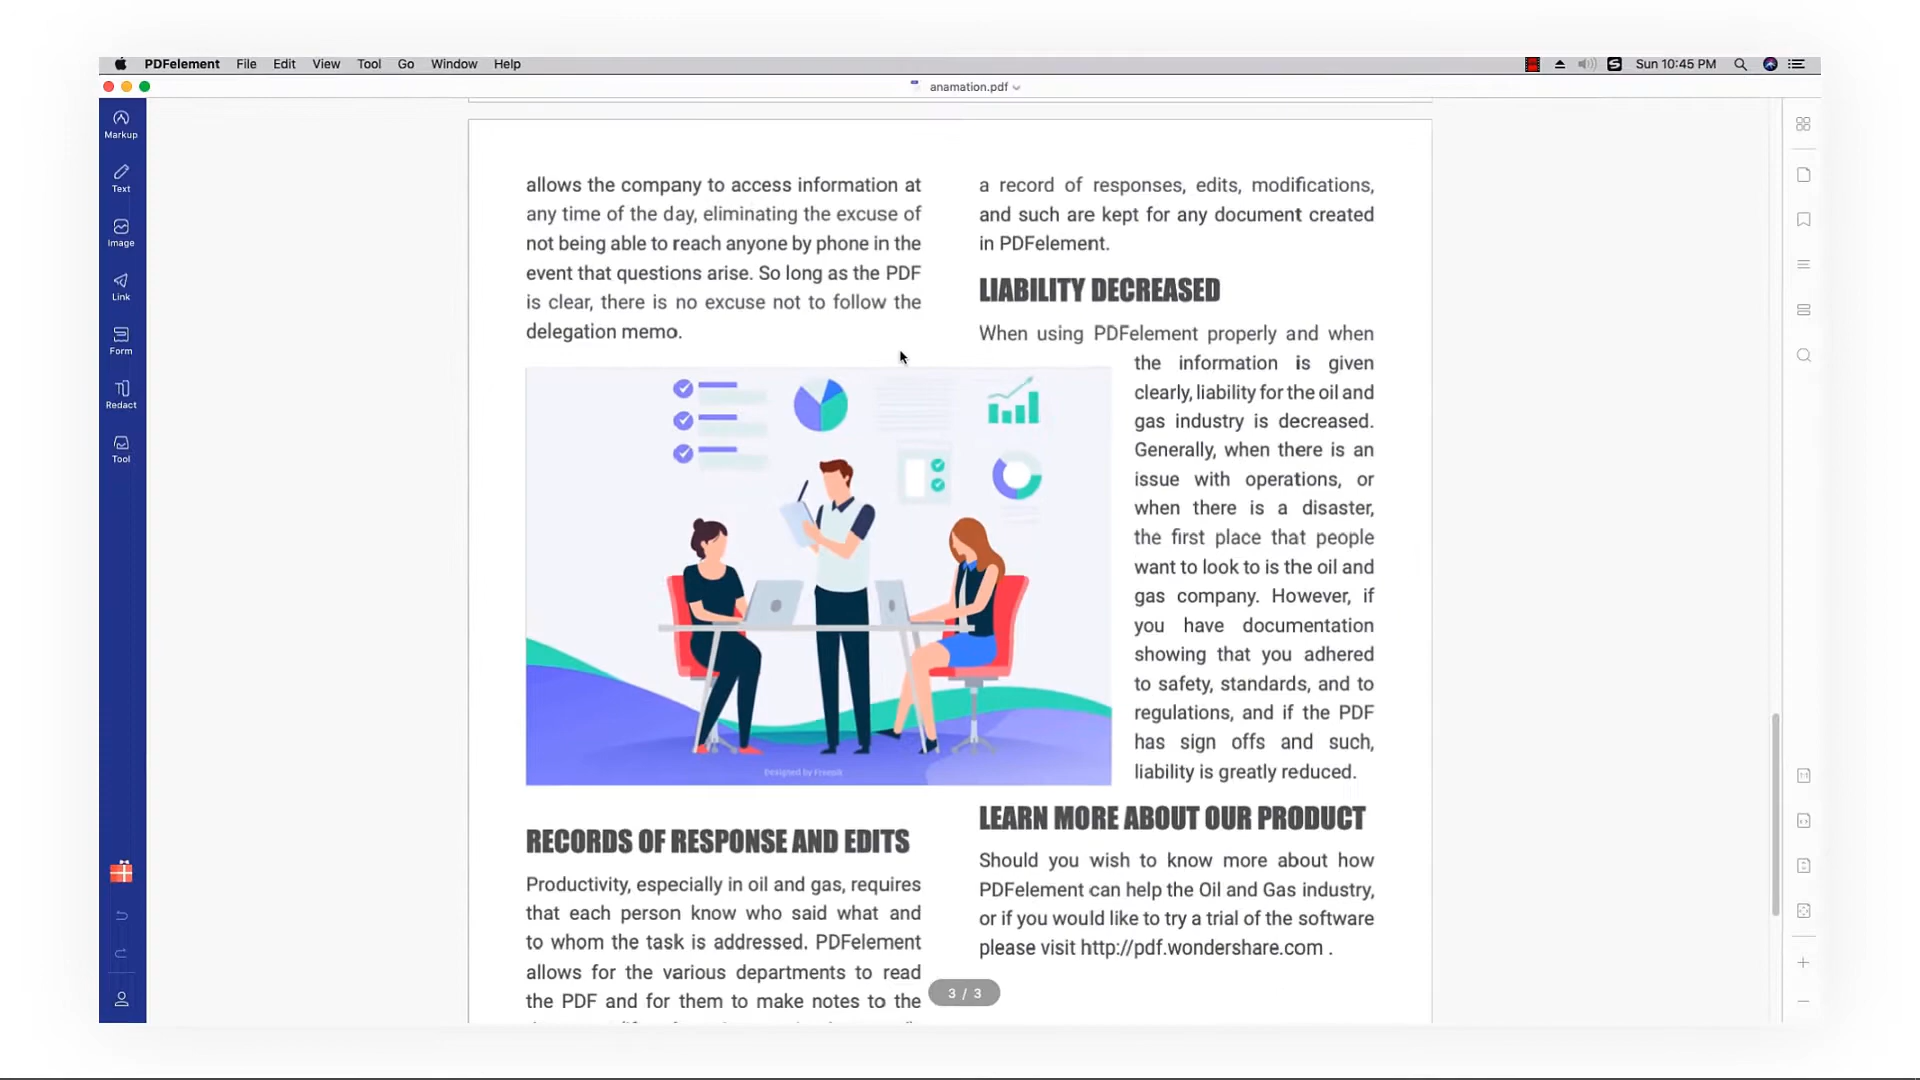 PDFelement File Edit View Tool Go Window Help
Sun 10:45 PM
anamation.pdf
Markup
Text
Image
Link
Form
Redact
Tool
allows the company to access information at
any time of the day, eliminating the excuse of
not being able to reach anyone by phone in the
event that questions arise. So long as the PDF
is clear, there is no excuse not to follow the
delegation memo.
Designed by Freepik
RECORDS OF RESPONSE AND EDITS
Productivity, especially in oil and gas, requires
that each person know who said what and
to whom the task is addressed. PDFelement
allows for the various departments to read
the PDF and for them to make notes to the
a record of responses, edits, modifications,
and such are kept for any document created
in PDFelement.
LIABILITY DECREASED
When using PDFelement properly and when
the information is given
clearly, liability for the oil and
gas industry is decreased.
Generally, when there is an
issue with operations, or
when there is a disaster,
the first place that people
want to look to is the oil and
gas company. However, if
you have documentation
showing that you adhered
to safety, standards, and to
regulations, and if the PDF
has sign offs and such,
liability is greatly reduced.
LEARN MORE ABOUT OUR PRODUCT
Should you wish to know more about how
PDFelement can help the Oil and Gas industry,
or if you would like to try a trial of the software
please visit http://pdf.wondershare.com .
3 / 3